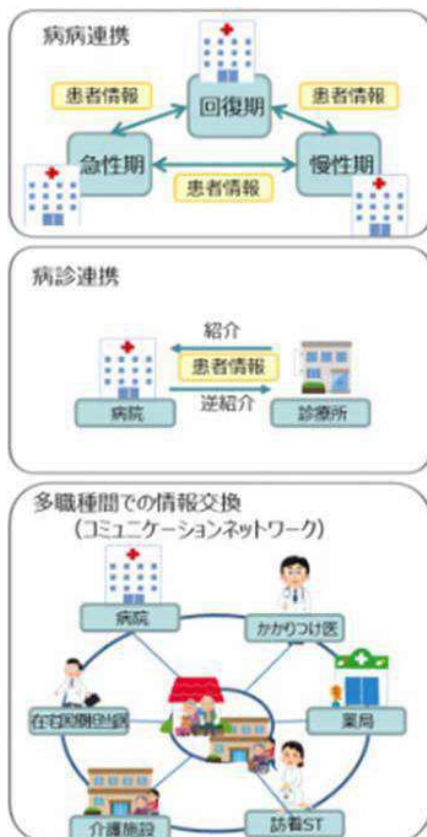 病病連携
患者情報
回復期
患者情報
急性期
慢性期
患者情報
病診連携
紹介
患者情報
逆紹介
病院
診療所
多職種間での情報交換
(コミュニケーションネットワーク)
病院
かかりつけ医
薬局
介護施設
訪看ST